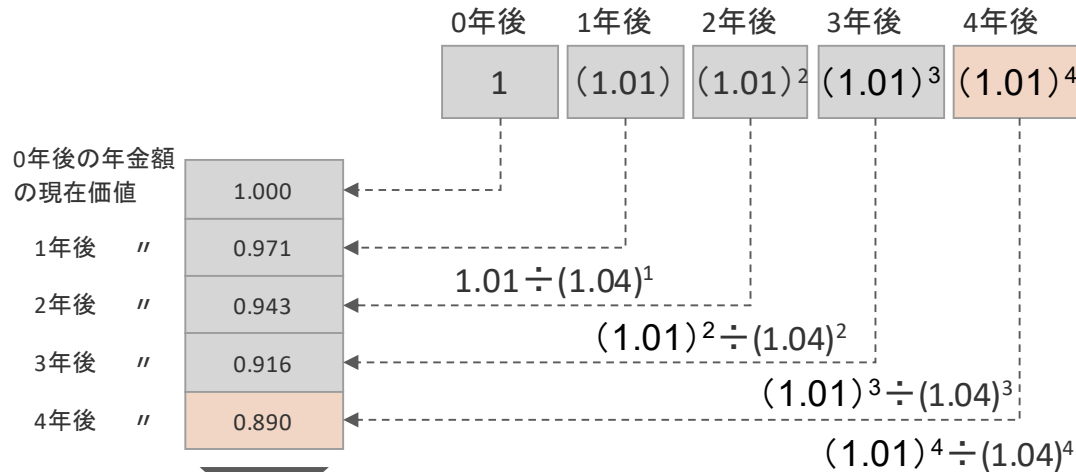 0年後 1年後 2年後 3年後 4年後
1 (1.01) (1.01)² (1.01)³ (1.01)⁴
0年後の年金額
の現在価値 1.000
1年後 〃 0.971
1.01÷(1.04)¹
2年後 〃 0.943
(1.01)²÷(1.04)²
3年後 〃 0.916
(1.01)³÷(1.04)³
4年後 〃 0.890
(1.01)⁴÷(1.04)⁴